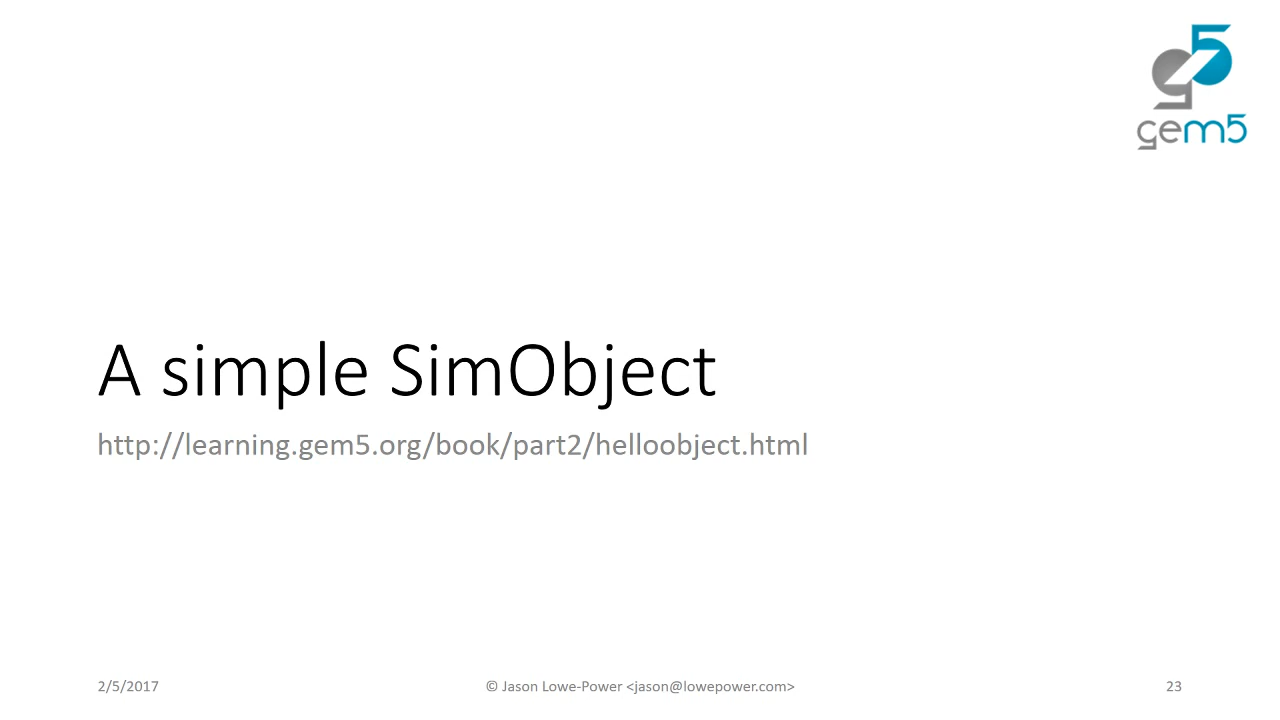 gem5
A simple SimObject
http://learning.gem5.org/book/part2/helloobject.html
2/5/2017
© Jason Lowe-Power <jason@lowepower.com>
23